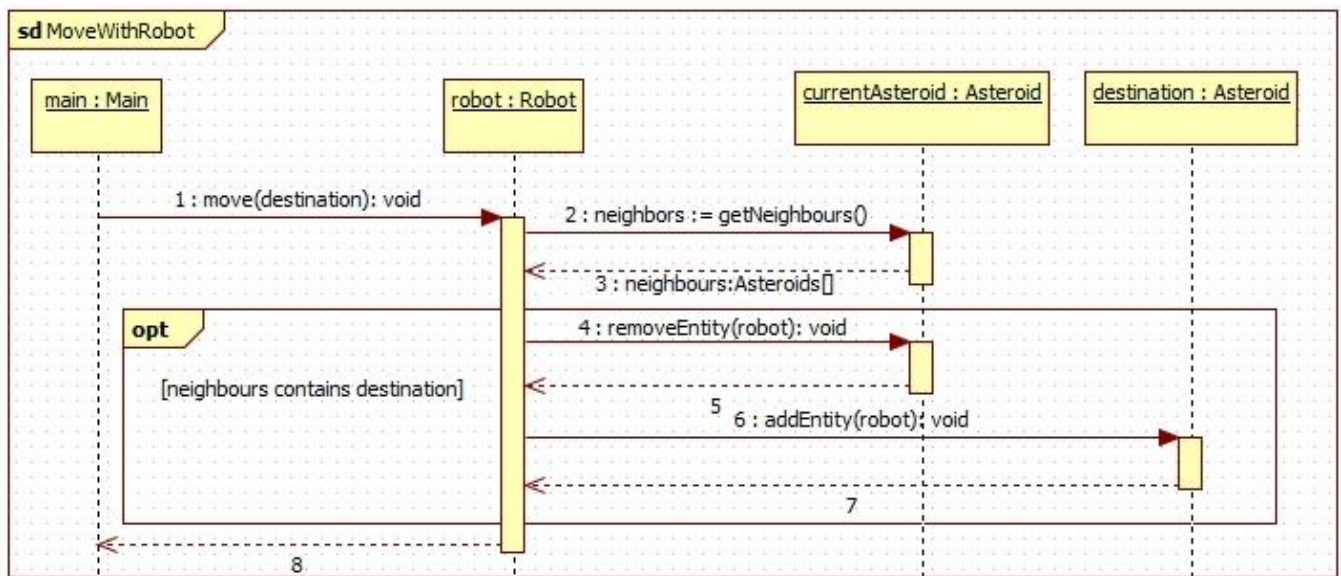 sd MoveWithRobot
main : Main
robot : Robot
currentAsteroid : Asteroid
destination : Asteroid
1 : move(destination): void
2 : neighbors := getNeighbours()
3 : neighbours:Asteroids[]
opt
4 : removeEntity(robot): void
[neighbours contains destination]
5
6 : addEntity(robot): void
7
8